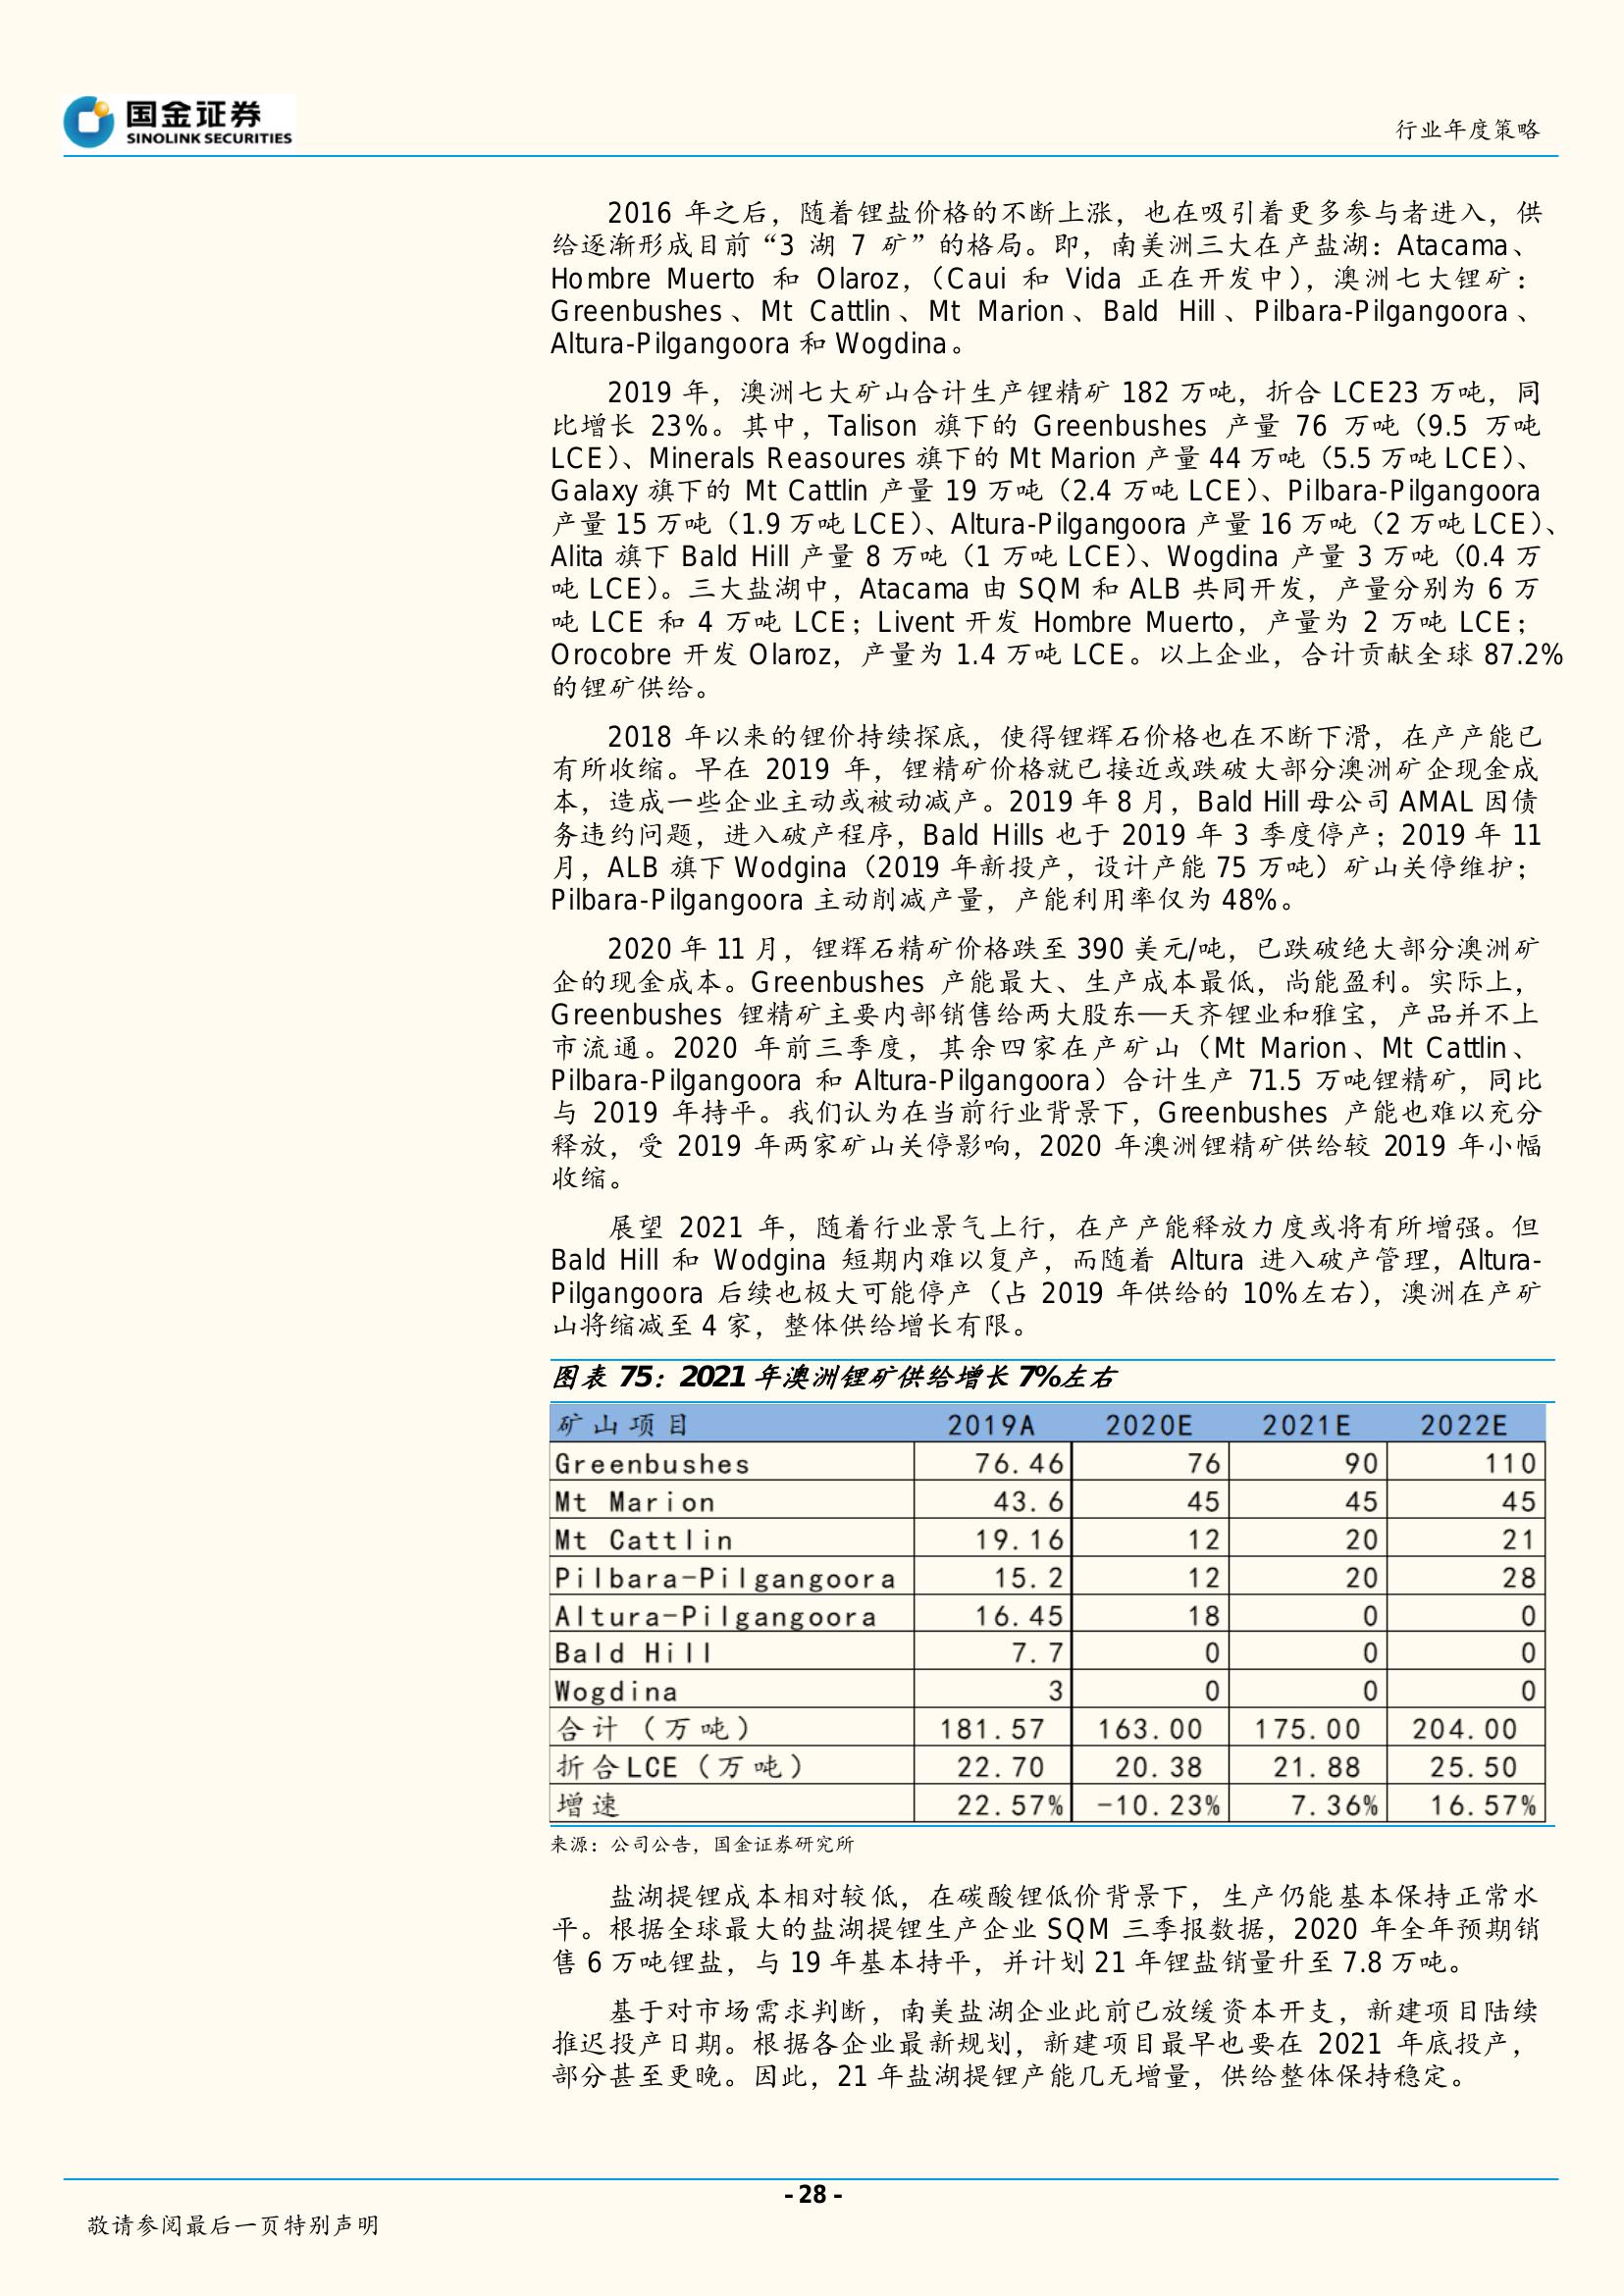 国金证券
SINOLINK SECURITIES
行业年度策略
2016 年之后，随着锂盐价格的不断上涨，也在吸引着更多参与者进入，供
给逐渐形成目前“3 湖 7 矿”的格局。即，南美洲三大在产盐湖：Atacama、
Hombre Muerto 和 Olaroz，（Caui 和 Vida 正在开发中），澳洲七大锂矿：
Greenbushes、Mt Cattlin、Mt Marion、Bald Hill、Pilbara-Pilgangoora、
Altura-Pilgangoora 和 Wogdina。
2019 年，澳洲七大矿山合计生产锂精矿 182 万吨，折合 LCE23 万吨，同
比增长 23%。其中，Talison 旗下的 Greenbushes 产量 76 万吨（9.5 万吨
LCE）、Minerals Reasoures 旗下的 Mt Marion 产量 44 万吨（5.5 万吨 LCE）、
Galaxy 旗下的 Mt Cattlin 产量 19 万吨（2.4 万吨 LCE）、Pilbara-Pilgangoora
产量 15 万吨（1.9 万吨 LCE）、Altura-Pilgangoora 产量 16 万吨（2 万吨 LCE）、
Alita 旗下 Bald Hill 产量 8 万吨（1 万吨 LCE）、Wogdina 产量 3 万吨（0.4 万
吨 LCE）。三大盐湖中，Atacama 由 SQM 和 ALB 共同开发，产量分别为 6 万
吨 LCE 和 4 万吨 LCE；Livent 开发 Hombre Muerto，产量为 2 万吨 LCE；
Orocobre 开发 Olaroz，产量为 1.4 万吨 LCE。以上企业，合计贡献全球 87.2%
的锂矿供给。
2018 年以来的锂价持续探底，使得锂辉石价格也在不断下滑，在产产能已
有所收缩。早在 2019 年，锂精矿价格就已接近或跌破大部分澳洲矿企现金成
本，造成一些企业主动或被动减产。2019 年 8 月，Bald Hill 母公司 AMAL 因债
务违约问题，进入破产程序，Bald Hills 也于 2019 年 3 季度停产；2019 年 11
月，ALB 旗下 Wodgina（2019 年新投产，设计产能 75 万吨）矿山关停维护；
Pilbara-Pilgangoora 主动削减产量，产能利用率仅为 48%。
2020 年 11 月，锂辉石精矿价格跌至 390 美元/吨，已跌破绝大部分澳洲矿
企的现金成本。Greenbushes 产能最大、生产成本最低，尚能盈利。实际上，
Greenbushes 锂精矿主要内部销售给两大股东—天齐锂业和雅宝，产品并不上
市流通。2020 年前三季度，其余四家在产矿山（Mt Marion、Mt Cattlin、
Pilbara-Pilgangoora 和 Altura-Pilgangoora）合计生产 71.5 万吨锂精矿，同比
与 2019 年持平。我们认为在当前行业背景下，Greenbushes 产能也难以充分
释放，受 2019 年两家矿山关停影响，2020 年澳洲锂精矿供给较 2019 年小幅
收缩。
展望 2021 年，随着行业景气上行，在产产能释放力度或将有所增强。但
Bald Hill 和 Wodgina 短期内难以复产，而随着 Altura 进入破产管理，Altura-
Pilgangoora 后续也极大可能停产（占 2019 年供给的 10%左右），澳洲在产矿
山将缩减至 4 家，整体供给增长有限。
图表 75：2021 年澳洲锂矿供给增长 7%左右
矿山项目 2019A 2020E 2021E 2022E
Greenbushes 76.46 76 90 110
Mt Marion 43.6 45 45 45
Mt Cattlin 19.16 12 20 21
Pilbara-Pilgangoora 15.2 12 20 28
Altura-Pilgangoora 16.45 18 0 0
Bald Hill 7.7 0 0 0
Wogdina 3 0 0 0
合计（万吨） 181.57 163.00 175.00 204.00
折合LCE（万吨） 22.70 20.38 21.88 25.50
增速 22.57% -10.23% 7.36% 16.57%
来源：公司公告，国金证券研究所
盐湖提锂成本相对较低，在碳酸锂低价背景下，生产仍能基本保持正常水
平。根据全球最大的盐湖提锂生产企业 SQM 三季报数据，2020 年全年预期销
售 6 万吨锂盐，与 19 年基本持平，并计划 21 年锂盐销量升至 7.8 万吨。
基于对市场需求判断，南美盐湖企业此前已放缓资本开支，新建项目陆续
推迟投产日期。根据各企业最新规划，新建项目最早也要在 2021 年底投产，
部分甚至更晚。因此，21 年盐湖提锂产能几无增量，供给整体保持稳定。
- 28 -
敬请参阅最后一页特别声明